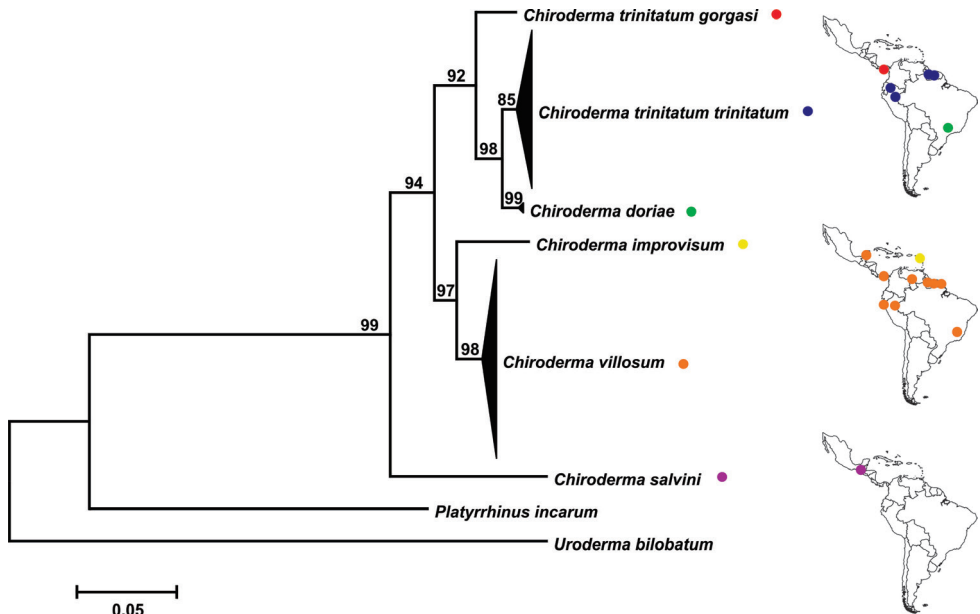 Chiroderma trinitatum gorgasi
92
85
Chiroderma trinitatum trinitatum
98
94
99
Chiroderma doriae
Chiroderma improvisum
97
99
98
Chiroderma villosum
Chiroderma salvini
Platyrrhinus incarum
Uroderma bilobatum
0.05